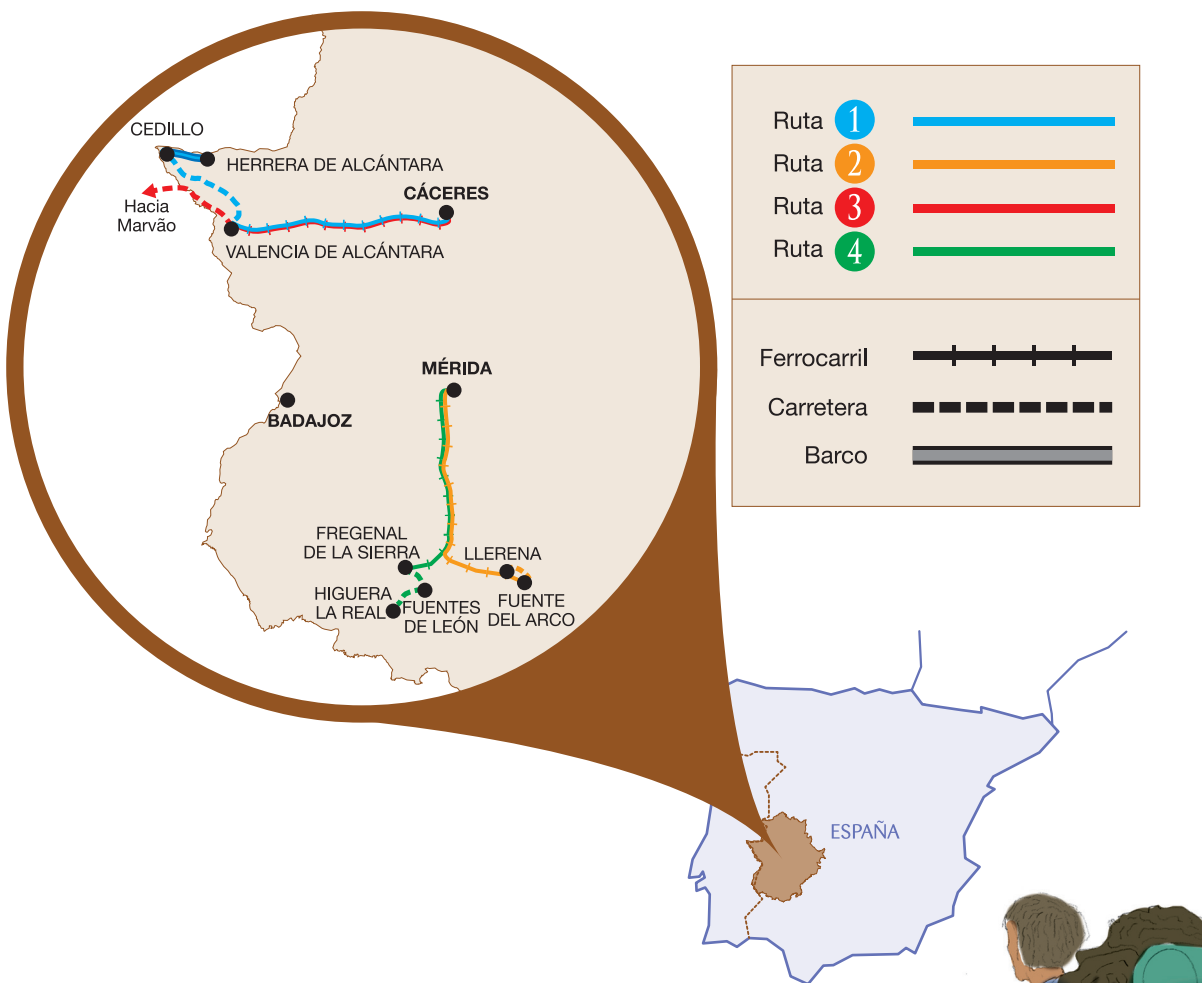 CEDILLO
HERRERA DE ALCÁNTARA
CÁCERES
Hacia
Marvão
VALENCIA DE ALCÁNTARA
MÉRIDA
BADAJOZ
FREGENAL
DE LA SIERRA
LLERENA
HIGUERA
LA REAL
FUENTES
DE LEÓN
FUENTE
DEL ARCO
Ruta 1
Ruta 2
Ruta 3
Ruta 4
Ferrocarril
Carretera
Barco
ESPAÑA